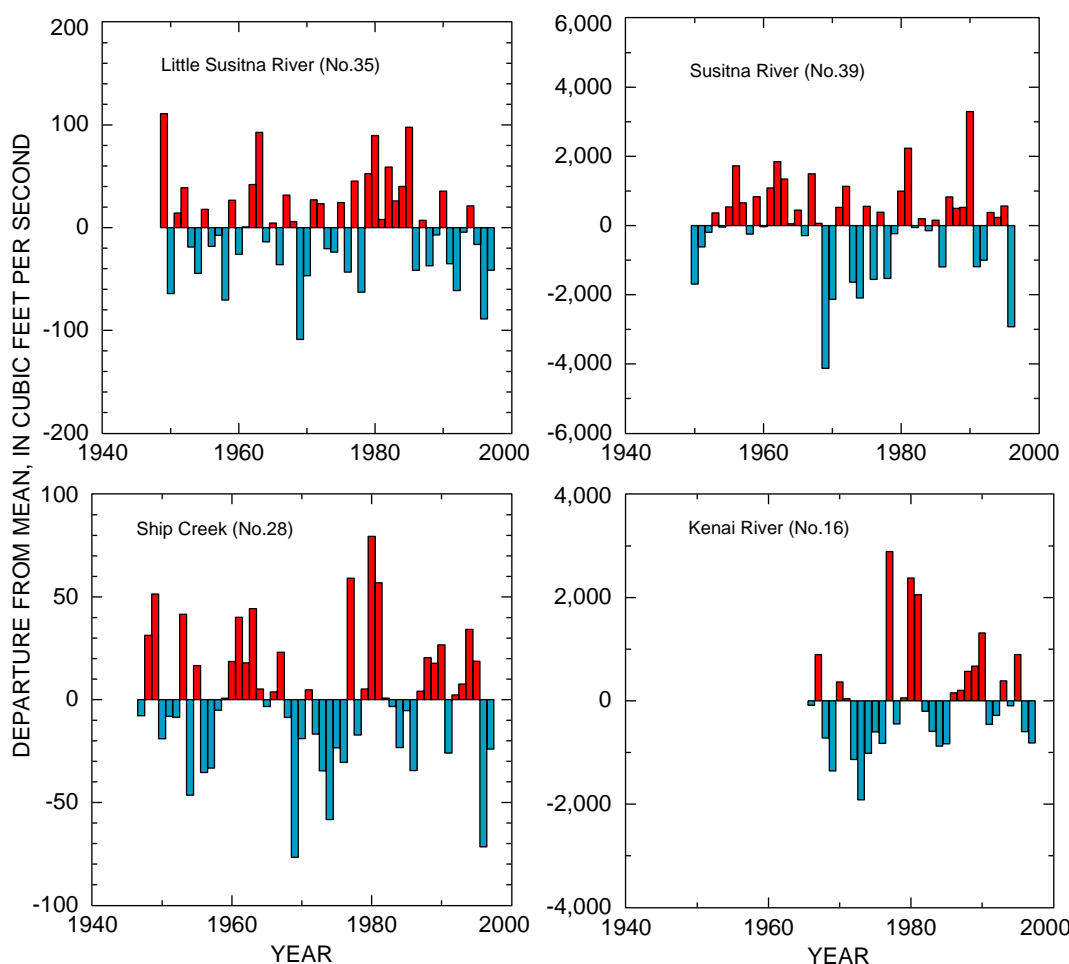 DEPARTURE FROM MEAN, IN CUBIC FEET PER SECOND
Little Susitna River (No.35)
200
100
0
-100
-200
1940 1960 1980 2000
Susitna River (No.39)
6,000
4,000
2,000
0
-2,000
-4,000
-6,000
1940 1960 1980 2000
Ship Creek (No.28)
100
50
0
-50
-100
1940 1960 1980 2000
YEAR
Kenai River (No.16)
4,000
2,000
0
-2,000
-4,000
1940 1960 1980 2000
YEAR